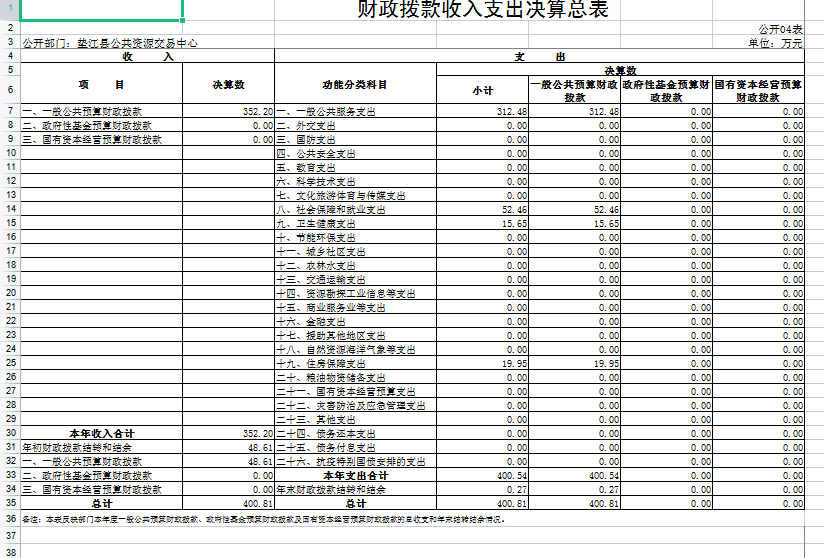 1 财政拨款收入支出决算总表
2 公开04表
3 公开部门：垫江县公共资源交易中心 单位：万元
4 收 入 支 出
5 项 目 决算数 功能分类科目 决算数
6 小计 一般公共预算财政拨款 政府性基金预算财政拨款 国有资本经营预算财政拨款
7 一、一般公共预算财政拨款 352.20 一、一般公共服务支出 312.48 312.48 0.00 0.00
8 二、政府性基金预算财政拨款 0.00 二、外交支出 0.00 0.00 0.00 0.00
9 三、国有资本经营预算财政拨款 0.00 三、国防支出 0.00 0.00 0.00 0.00
10 四、公共安全支出 0.00 0.00 0.00 0.00
11 五、教育支出 0.00 0.00 0.00 0.00
12 六、科学技术支出 0.00 0.00 0.00 0.00
13 七、文化旅游体育与传媒支出 0.00 0.00 0.00 0.00
14 八、社会保障和就业支出 52.46 52.46 0.00 0.00
15 九、卫生健康支出 15.65 15.65 0.00 0.00
16 十、节能环保支出 0.00 0.00 0.00 0.00
17 十一、城乡社区支出 0.00 0.00 0.00 0.00
18 十二、农林水支出 0.00 0.00 0.00 0.00
19 十三、交通运输支出 0.00 0.00 0.00 0.00
20 十四、资源勘探工业信息等支出 0.00 0.00 0.00 0.00
21 十五、商业服务业等支出 0.00 0.00 0.00 0.00
22 十六、金融支出 0.00 0.00 0.00 0.00
23 十七、援助其他地区支出 0.00 0.00 0.00 0.00
24 十八、自然资源海洋气象等支出 0.00 0.00 0.00 0.00
25 十九、住房保障支出 19.95 19.95 0.00 0.00
26 二十、粮油物资储备支出 0.00 0.00 0.00 0.00
27 二十一、国有资本经营预算支出 0.00 0.00 0.00 0.00
28 二十二、灾害防治及应急管理支出 0.00 0.00 0.00 0.00
29 二十三、其他支出 0.00 0.00 0.00 0.00
30 本年收入合计 352.20 二十四、债务还本支出 0.00 0.00 0.00 0.00
31 年初财政拨款结转和结余 48.61 二十五、债务付息支出 0.00 0.00 0.00 0.00
32 一、一般公共预算财政拨款 48.61 二十六、抗疫特别国债安排的支出 0.00 0.00 0.00 0.00
33 二、政府性基金预算财政拨款 0.00 本年支出合计 400.54 400.54 0.00 0.00
34 三、国有资本经营预算财政拨款 0.00 年末财政拨款结转和结余 0.27 0.27 0.00 0.00
35 总计 400.81 总计 400.81 400.81 0.00 0.00
36 备注：本表反映部门本年度一般公共预算财政拨款、政府性基金预算财政拨款及国有资本经营预算财政拨款的总收支和年末结转结余情况。
37
38